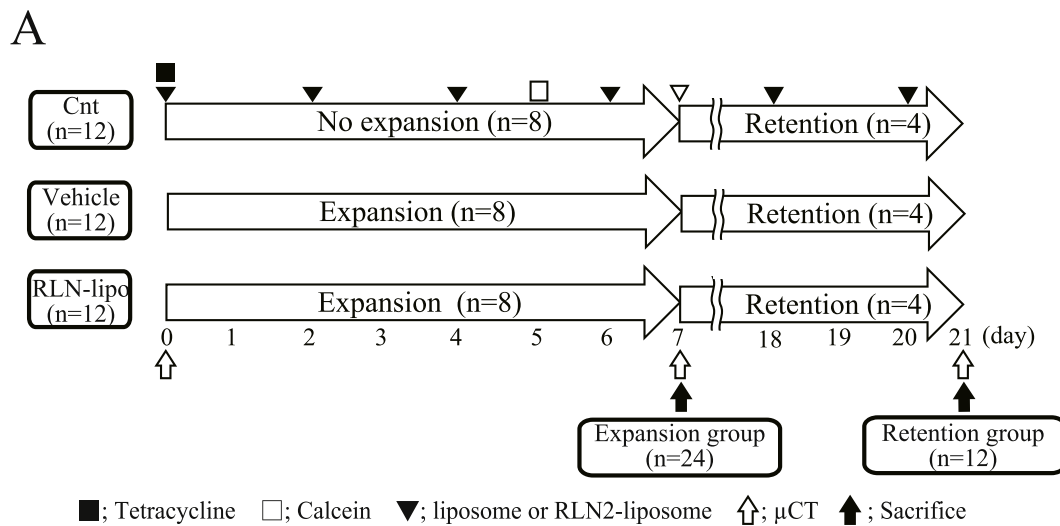 A
Cnt
(n=12)
No expansion (n=8)
Retention (n=4)
Vehicle
(n=12)
Expansion (n=8)
Retention (n=4)
RLN-lipo
(n=12)
Expansion (n=8)
Retention (n=4)
0 1 2 3 4 5 6 7 18 19 20 21 (day)
Expansion group
(n=24)
Retention group
(n=12)
; Tetracycline ; Calcein ; liposome or RLN2-liposome ; μCT ; Sacrifice